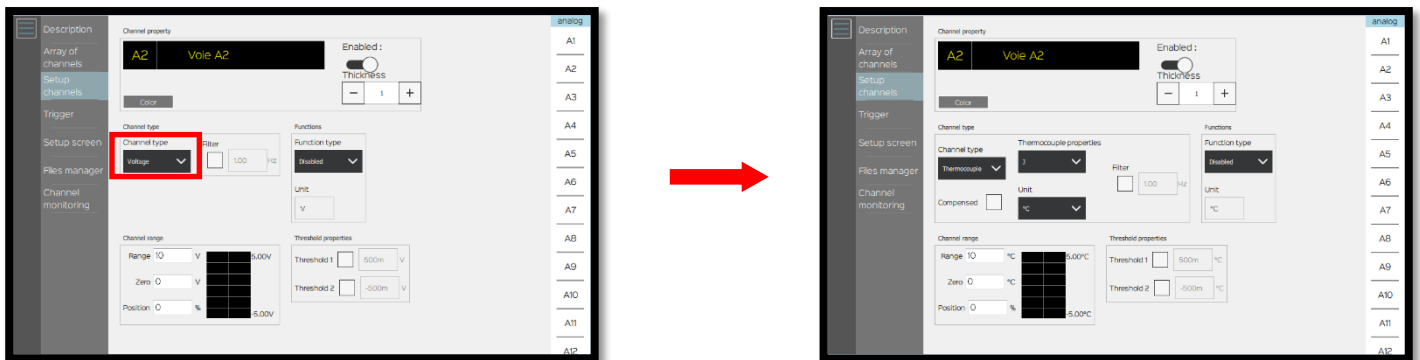 analog
Description
Channel property
A1
Array of
channels
A2 Voie A2
Enabled :
Thickness
A2
Setup
channels
- 1 +
A3
Color
Trigger
Channel type
Functions
A4
Setup screen
Channel type
Filter
Function type
Voltage
1.00 Hz
Disabled
A5
Files manager
Channel
monitoring
Unit
V
A6
A7
Channel range
Threshold properties
A8
Range 10 V
5.00V
Threshold 1 500m V
A9
Zero 0 V
Threshold 2 -500m V
A10
Position 0 %
-5.00V
A11
A12
analog
Description
Channel property
A1
Array of
channels
A2 Voie A2
Enabled :
Thickness
A2
Setup
channels
- 1 +
A3
Color
Trigger
Channel type
Functions
A4
Setup screen
Channel type
Thermocouple properties
Function type
Thermocouple
J
Filter
1.00 Hz
Disabled
A5
Files manager
Channel
monitoring
Compensed
Unit
°C
Unit
°C
A6
A7
Channel range
Threshold properties
A8
Range 10 °C
5.00°C
Threshold 1 500m °C
A9
Zero 0 °C
Threshold 2 -500m °C
A10
Position 0 %
-5.00°C
A11
A12